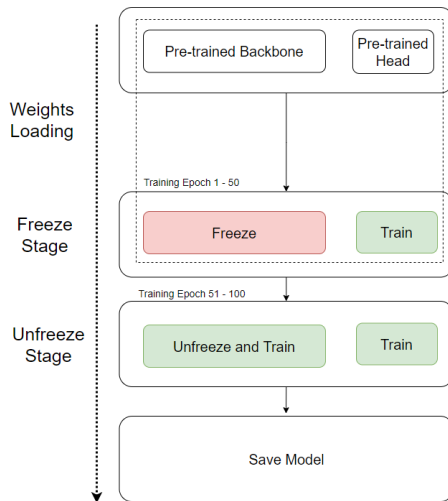 Pre-trained Backbone
Pre-trained
Head
Weights
Loading
Training Epoch 1 - 50
Freeze
Stage
Freeze
Train
Training Epoch 51 - 100
Unfreeze
Stage
Unfreeze and Train
Train
Save Model